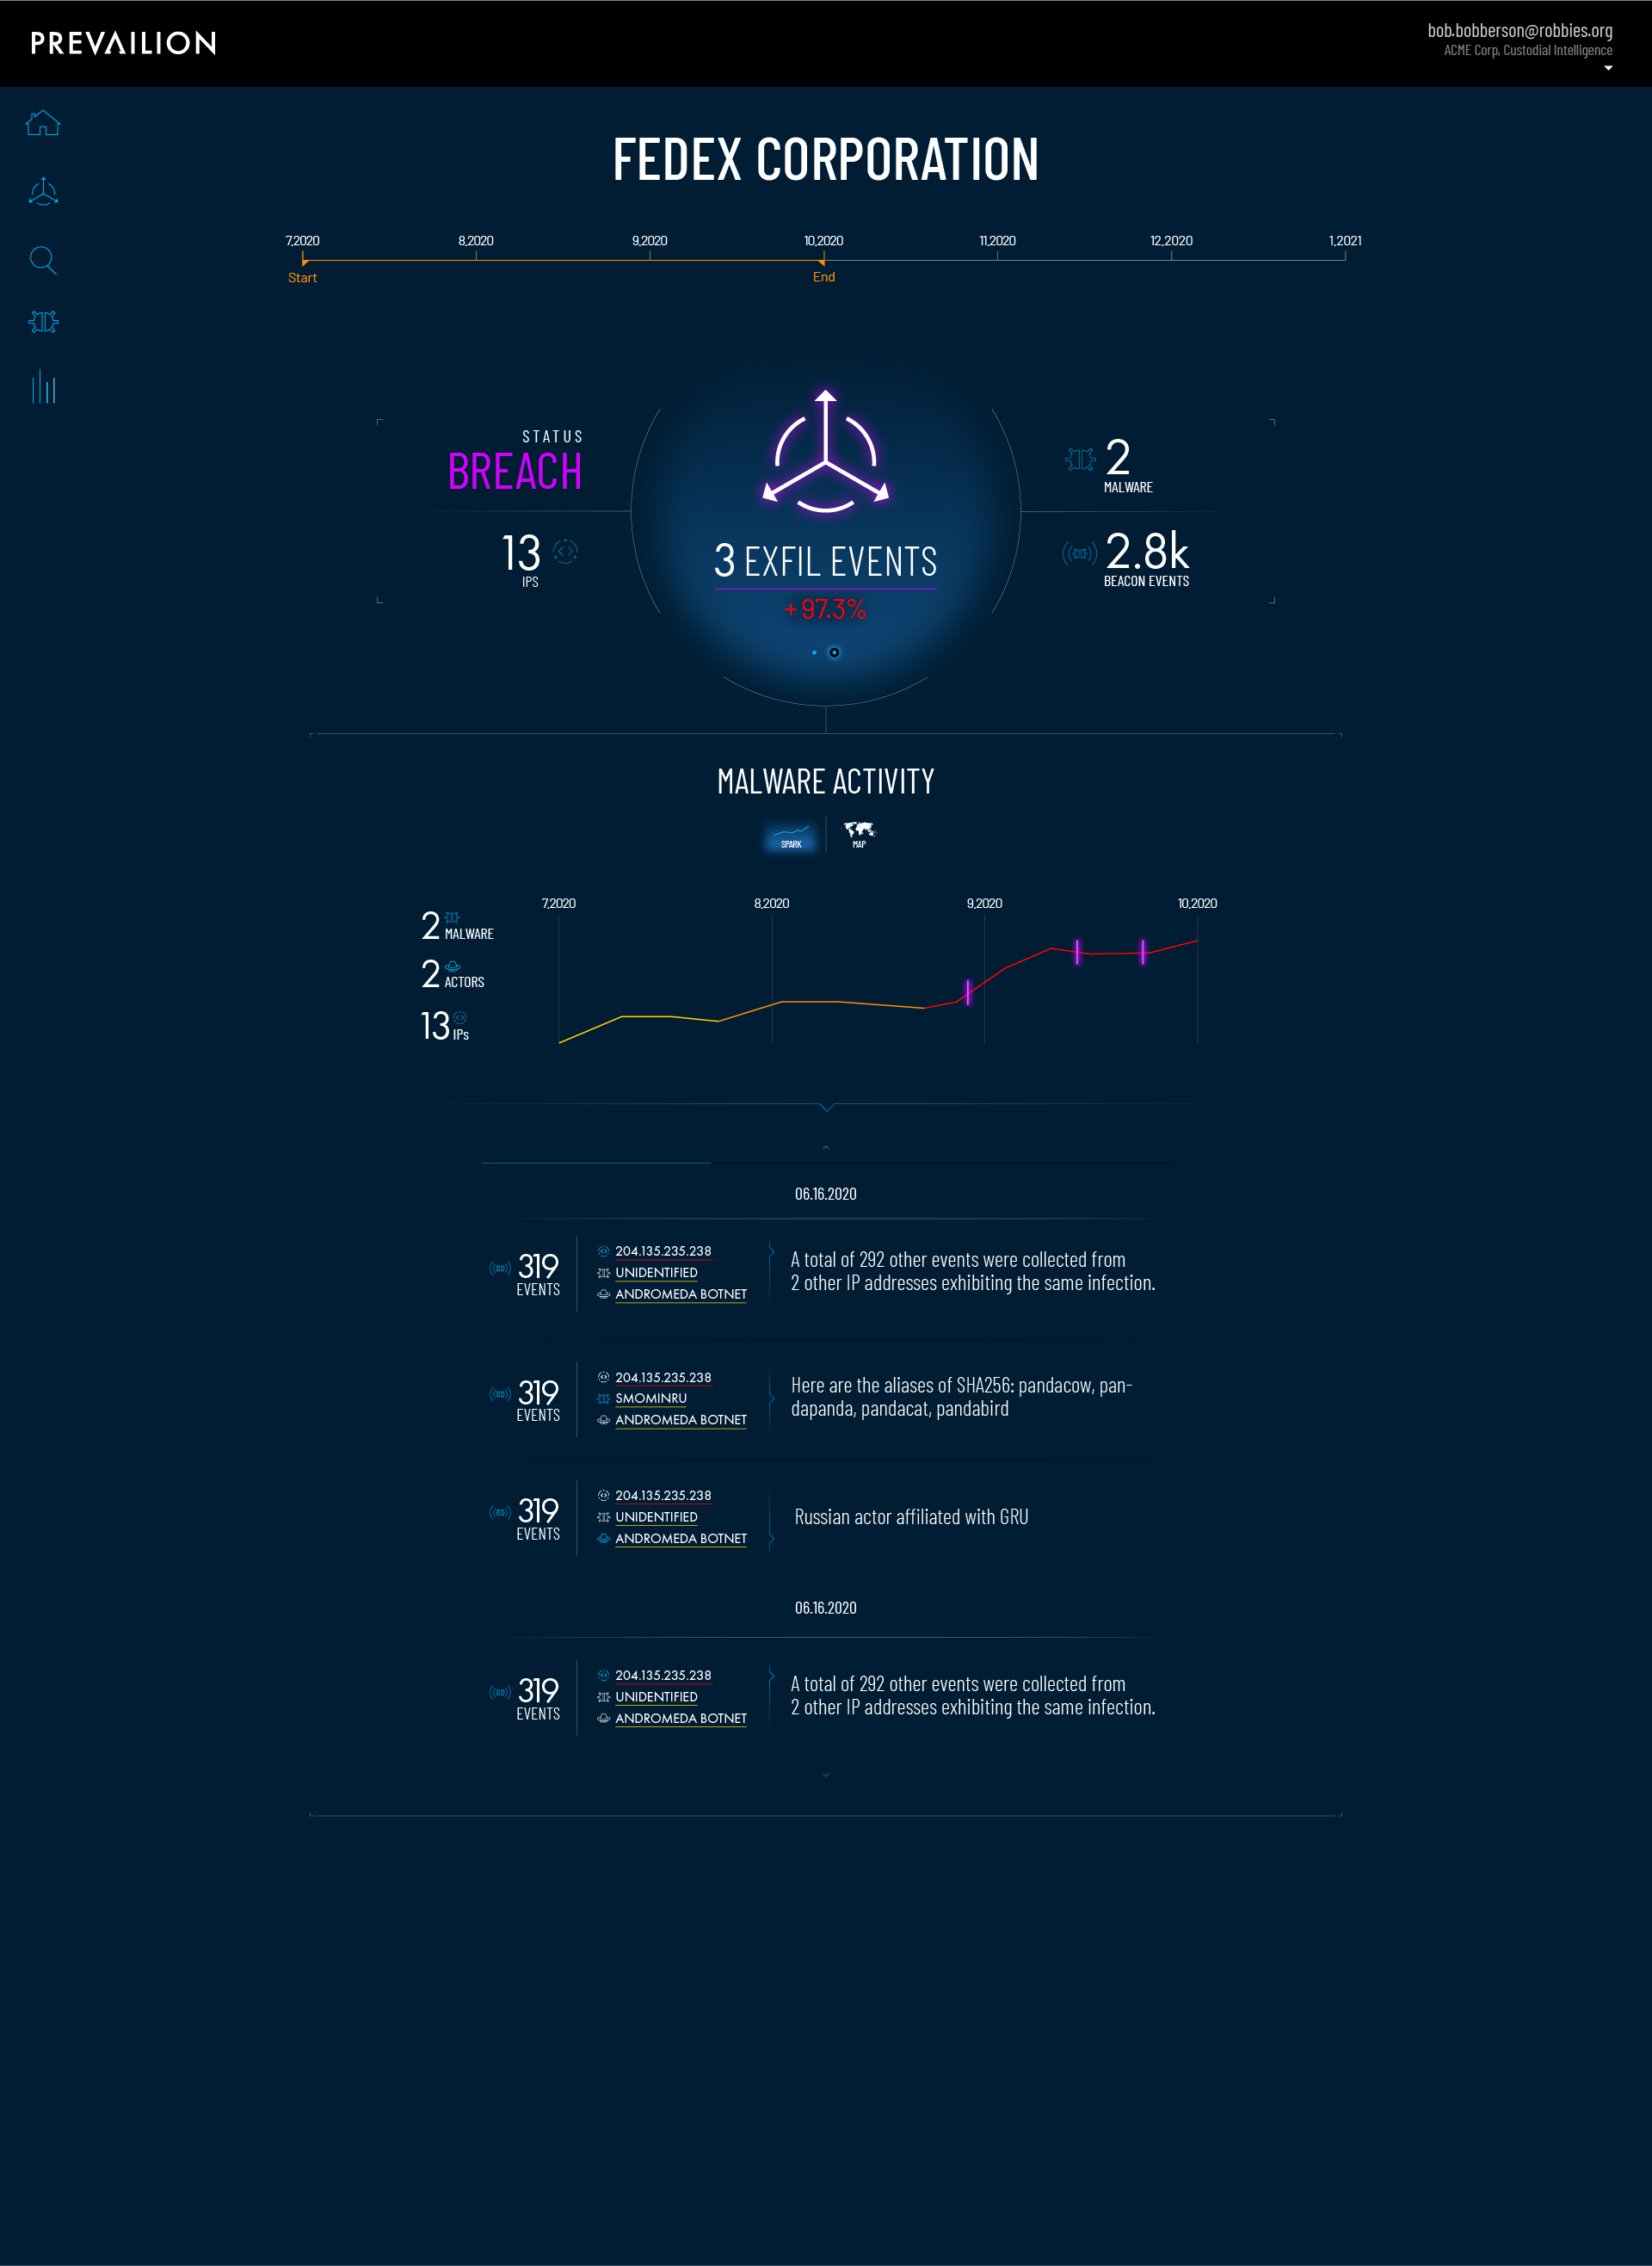 PREVAILION
bob.bobberson@robbies.org
ACME Corp, Custodial Intelligence
FEDEX CORPORATION
7.2020 8.2020 9.2020 10.2020 11.2020 12.2020 1.2021
Start End
STATUS
BREACH
13
IPS
3 EXFIL EVENTS
+97.3%
2
MALWARE
2.8k
BEACON EVENTS
MALWARE ACTIVITY
SPARK MAP
2 MALWARE
2 ACTORS
13 IPs
7.2020 8.2020 9.2020 10.2020
06.16.2020
319
EVENTS
204.135.235.238
UNIDENTIFIED
ANDROMEDA BOTNET
A total of 292 other events were collected from
2 other IP addresses exhibiting the same infection.
319
EVENTS
204.135.235.238
SMOMINRU
ANDROMEDA BOTNET
Here are the aliases of SHA256: pandacow, pan-
dapanda, pandacat, pandabird
319
EVENTS
204.135.235.238
UNIDENTIFIED
ANDROMEDA BOTNET
Russian actor affiliated with GRU
06.16.2020
319
EVENTS
204.135.235.238
UNIDENTIFIED
ANDROMEDA BOTNET
A total of 292 other events were collected from
2 other IP addresses exhibiting the same infection.